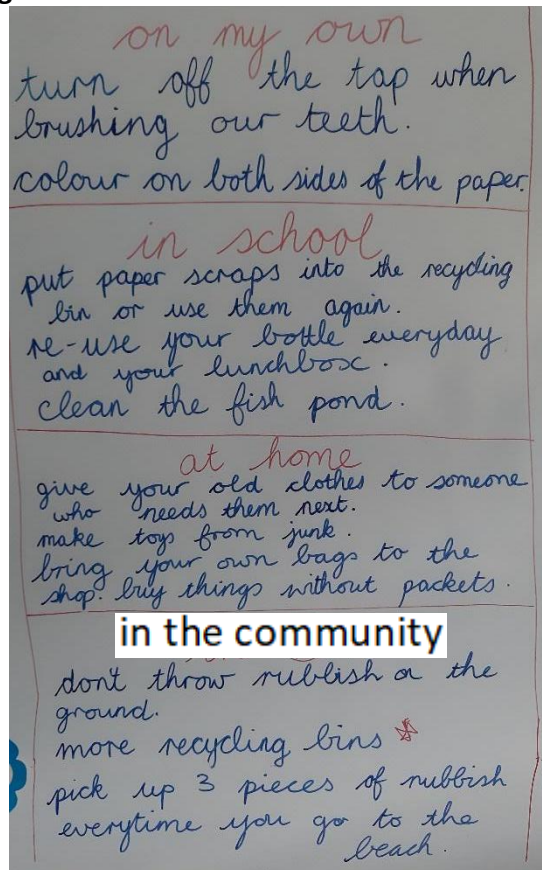 on my own
turn off the tap when
brushing our teeth.
colour on both sides of the paper.
in school
put paper scraps into the recycling
bin or use them again.
re-use your bottle everyday
and your lunchbox.
clean the fish pond.
at home
give your old clothes to someone
who needs them next.
make toys from junk.
bring your own bags to the
shop. buy things without packets.
in the community
don't throw rubbish on the
ground.
more recycling bins
pick up 3 pieces of rubbish
everytime you go to the
beach.